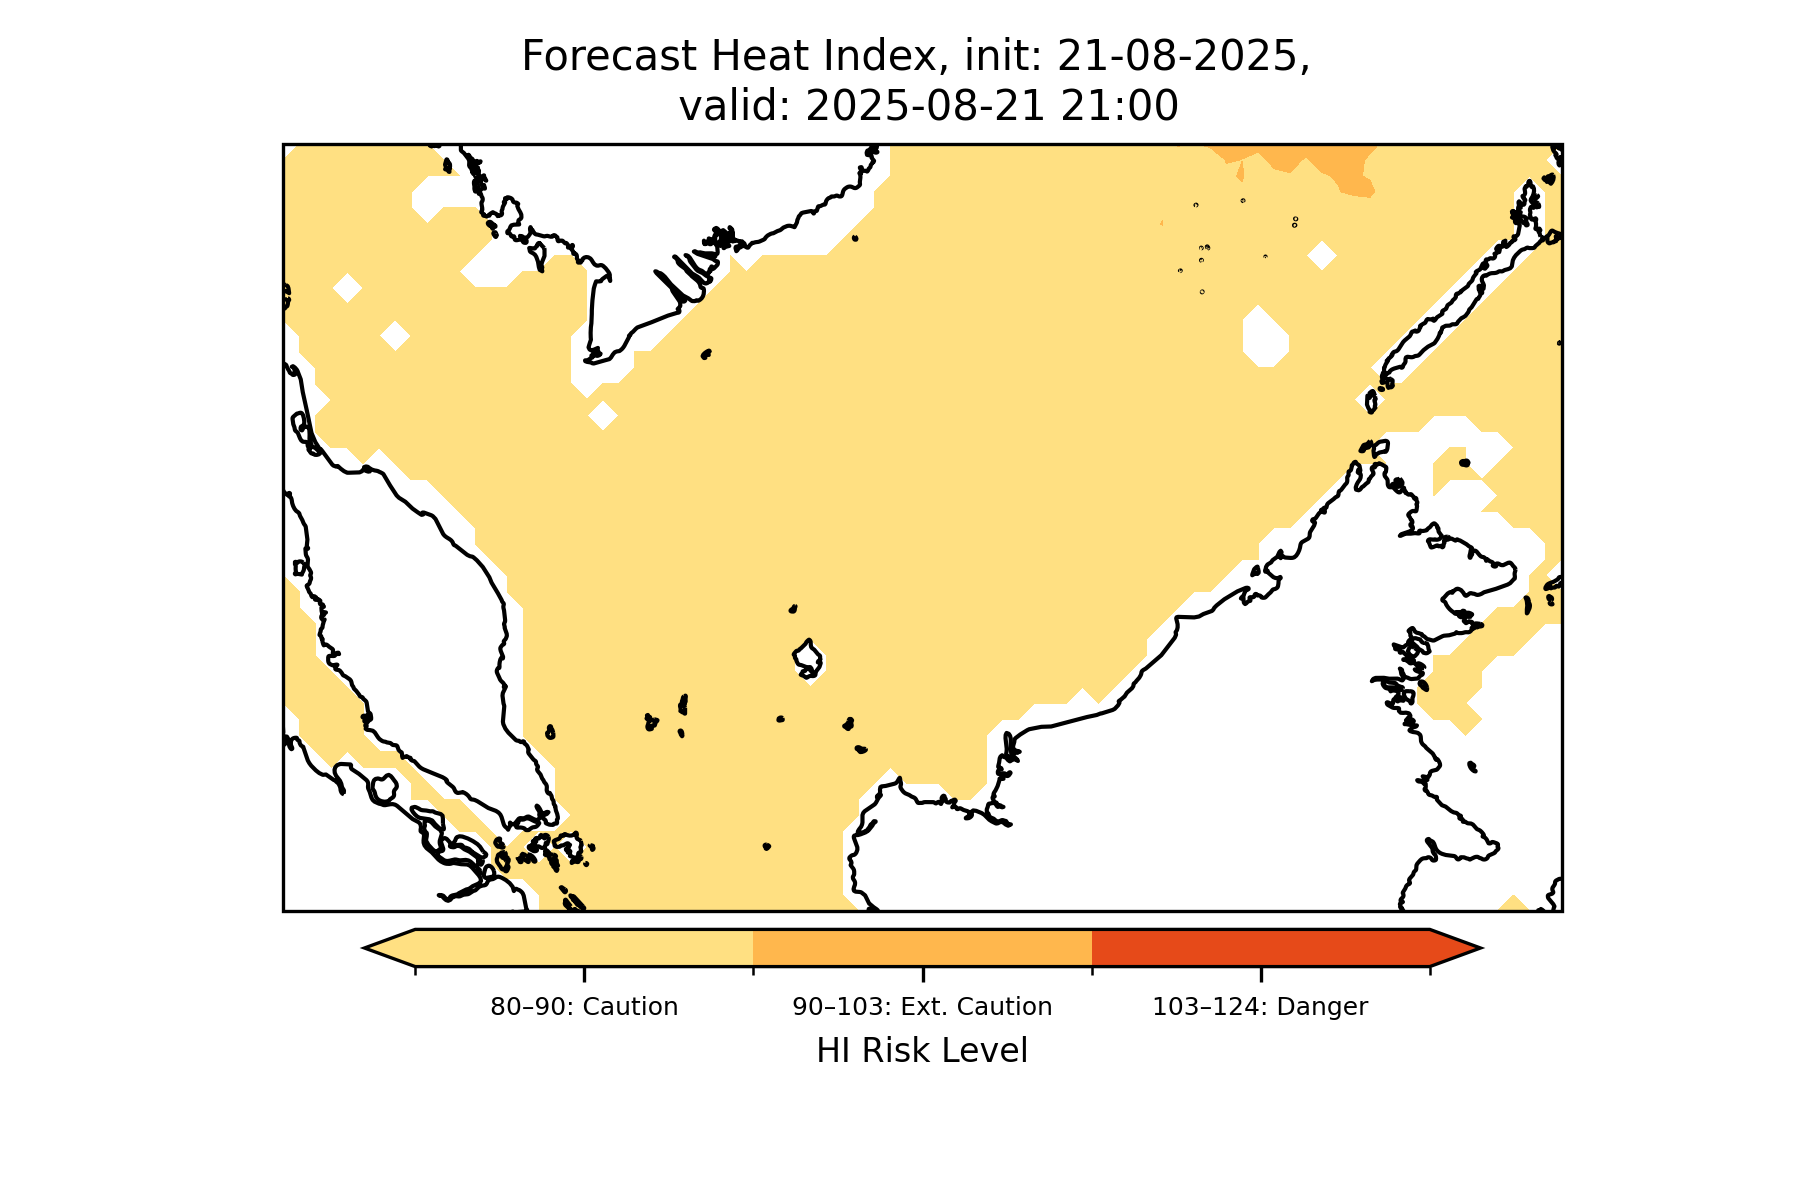 Forecast Heat Index, init: 21-08-2025,
valid: 2025-08-21 21:00
80–90: Caution
90–103: Ext. Caution
103–124: Danger
HI Risk Level